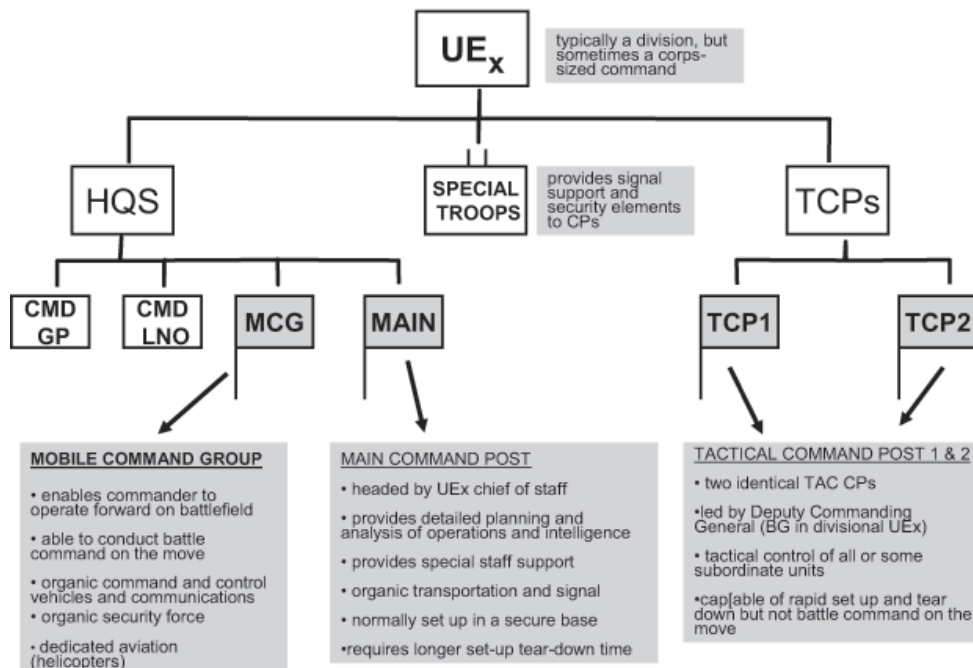 UEx
typically a division, but
sometimes a corps-
sized command
HQS
SPECIAL
TROOPS
provides signal
support and
security elements
to CPs
TCPs
CMD
GP
CMD
LNO
MCG
MAIN
TCP1
TCP2
MOBILE COMMAND GROUP
• enables commander to
operate forward on battlefield
• able to conduct battle
command on the move
• organic command and control
vehicles and communications
• organic security force
• dedicated aviation
(helicopters)
MAIN COMMAND POST
• headed by UEx chief of staff
• provides detailed planning and
analysis of operations and intelligence
• provides special staff support
• organic transportation and signal
• normally set up in a secure base
•requires longer set-up tear-down time
TACTICAL COMMAND POST 1 & 2
• two identical TAC CPs
•led by Deputy Commanding
General (BG in divisional UEx)
• tactical control of all or some
subordinate units
•cap[able of rapid set up and tear
down but not battle command on the
move